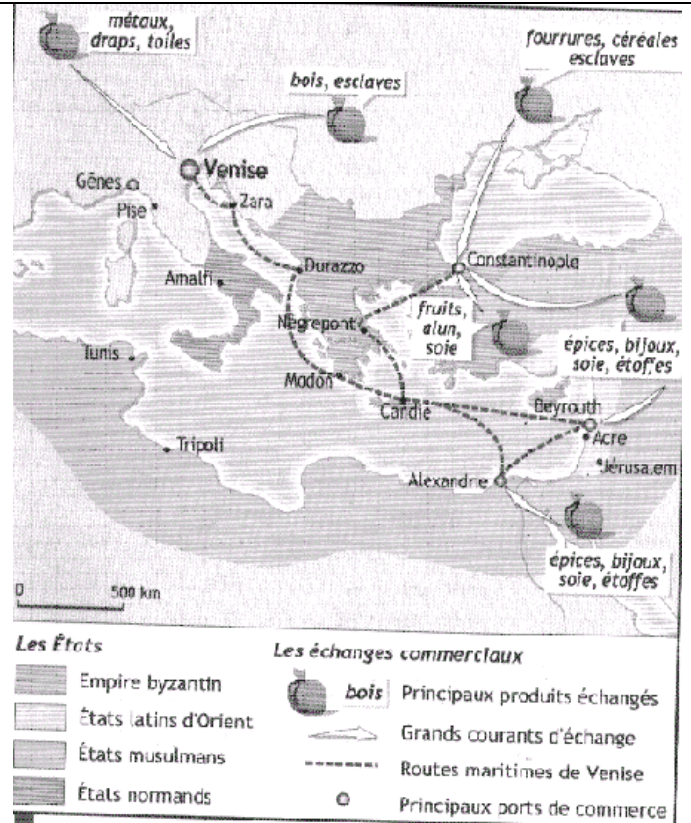 métaux,
draps, toiles
fourrures, céréales
esclaves
bois, esclaves
Venise
Gênes
Pise
Zara
Durazzo
Constantinople
Amalfi
Négrepont
fruits,
alun,
soie
épices, bijoux,
soie, étoffes
Tunis
Modon
Candie
Beyrouth
Acre
Jérusalem
Tripoli
Alexandrie
épices, bijoux,
soie, étoffes
0 500 km
Les États
Empire byzantin
États latins d'Orient
États musulmans
États normands
Les échanges commerciaux
bois Principaux produits échangés
Grands courants d'échange
Routes maritimes de Venise
Principaux ports de commerce